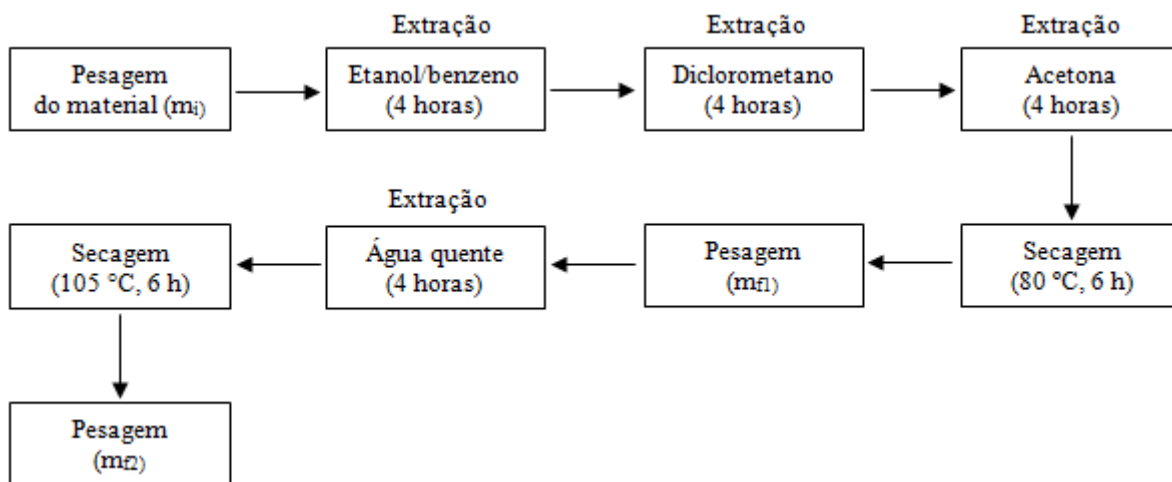 Extração
Extração
Extração
Pesagem
do material (mi)
Etanol/benzeno
(4 horas)
Diclorometano
(4 horas)
Acetona
(4 horas)
Extração
Secagem
(105 °C, 6 h)
Água quente
(4 horas)
Pesagem
(mf1)
Secagem
(80 °C, 6 h)
Pesagem
(mf2)